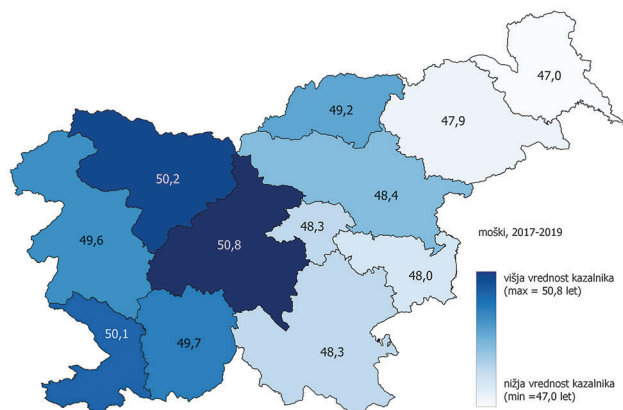 47,0
49,2
47,9
50,2
48,4
48,3
49,6
50,8
moški, 2017-2019
48,0
višja vrednost kazalnika
(max = 50,8 let)
50,1
49,7
48,3
nižja vrednost kazalnika
(min =47,0 let)